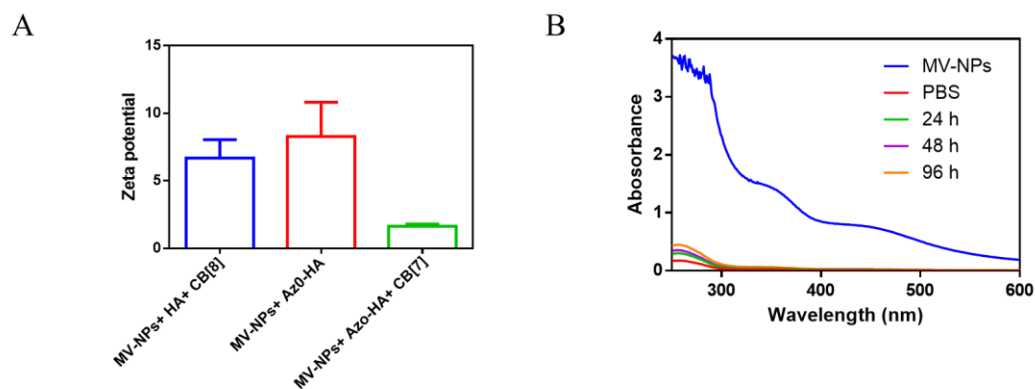 A
Zeta potential
15
10
5
0
MV-NPs+ HA+ CB[8]
MV-NPs+ Az0-HA
MV-NPs+ Azo-HA+ CB[7]
B
Abosorbance
4
3
2
1
0
300
400
500
600
Wavelength (nm)
MV-NPs
PBS
24 h
48 h
96 h